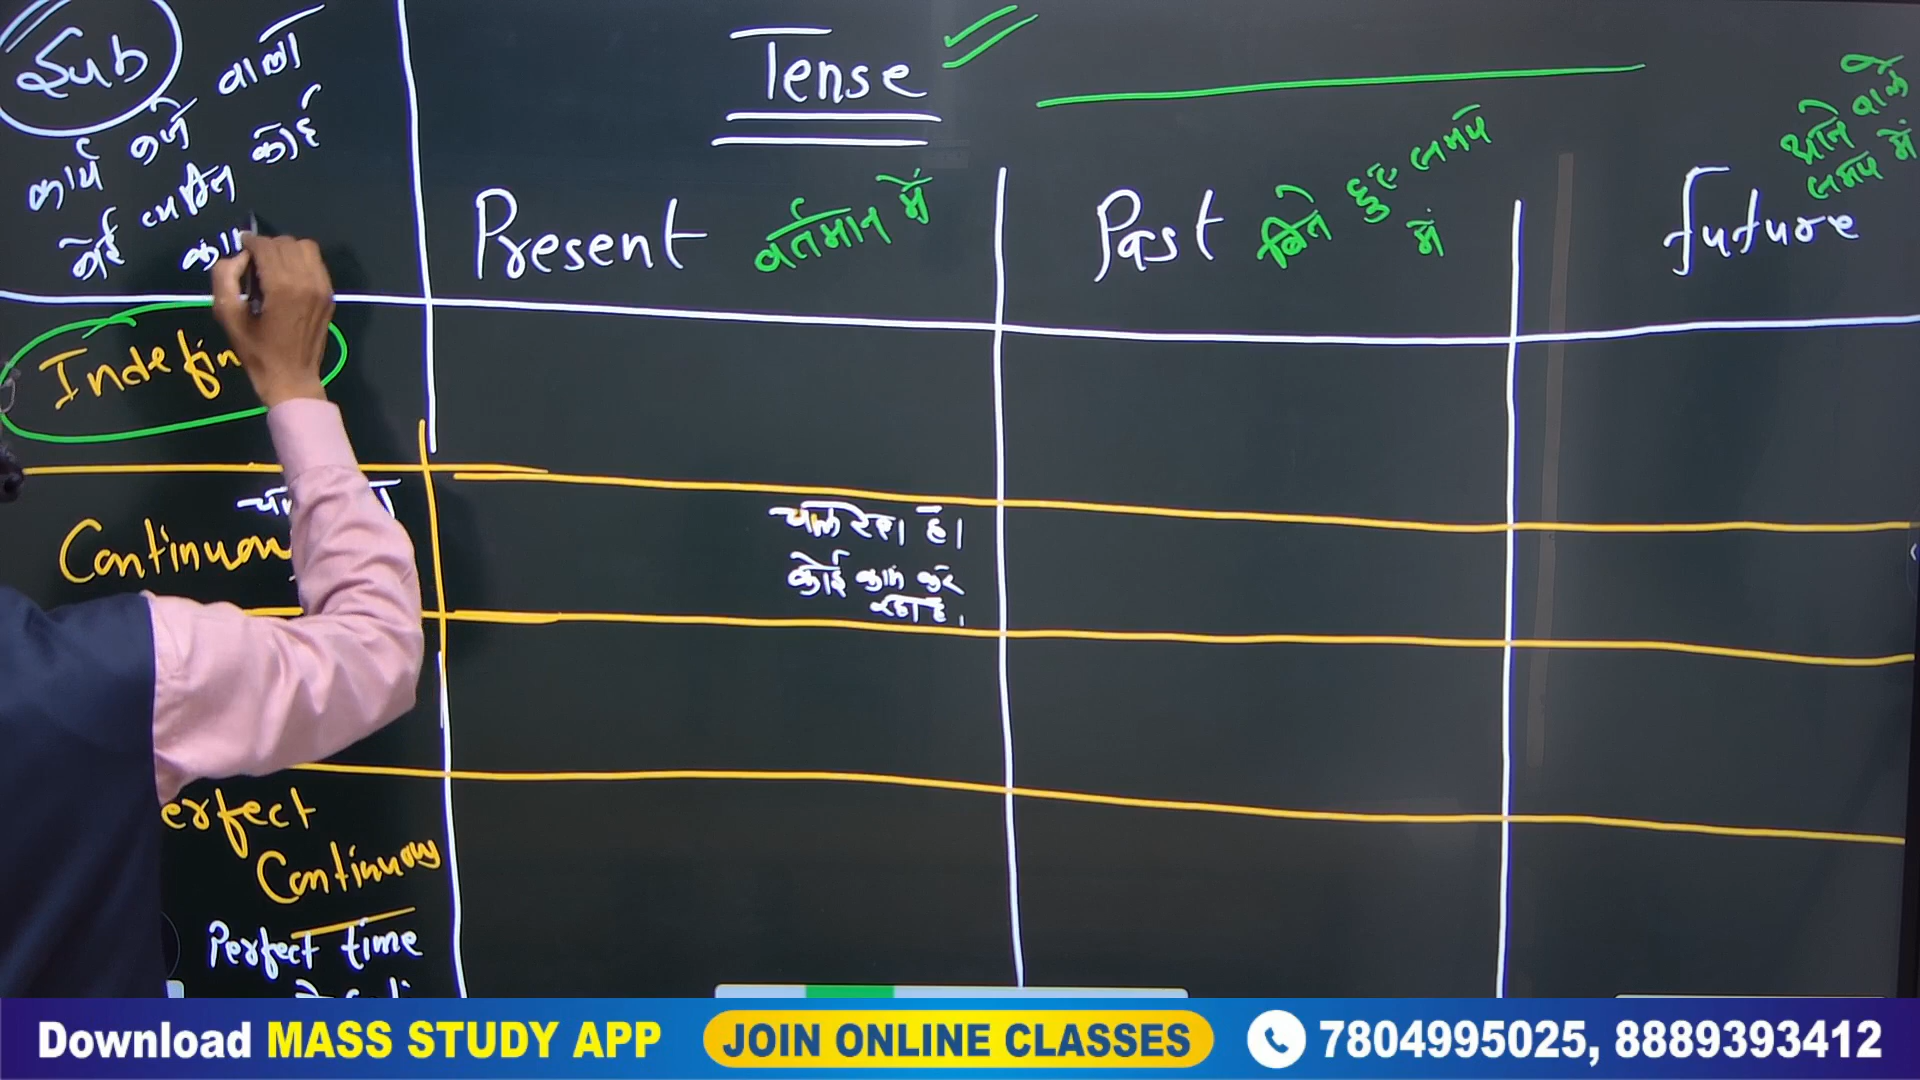 Tense
Sub
कार्य करने वाला
कोई व्यक्ति कोई
काम
Present वर्तमान में
Past बिते हुए समय में
future आने वाले समय में
Indefin
Continuous
चल रहा है।
कोई काम कर
रहा है।
erfect
Continuous
Perfect time
Download MASS STUDY APP JOIN ONLINE CLASSES 7804995025, 8889393412